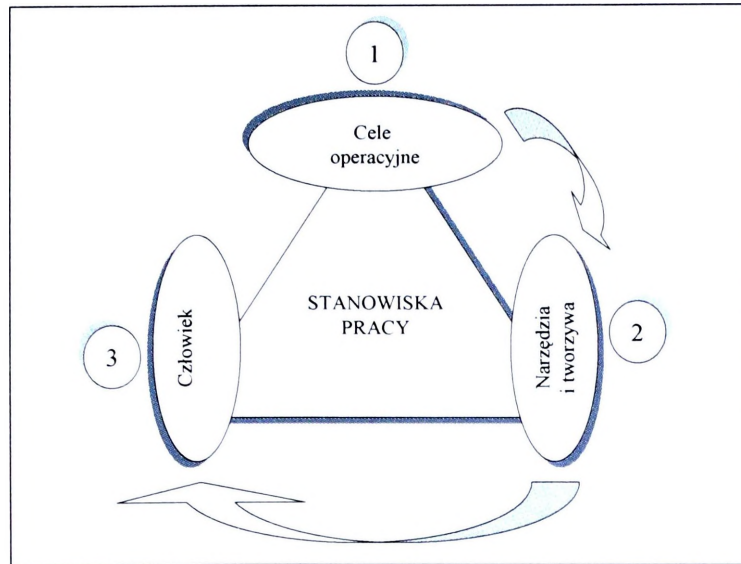 1
Cele
operacyjne
STANOWISKA
PRACY
3
Człowiek
Narzędzia
i tworzywa
2